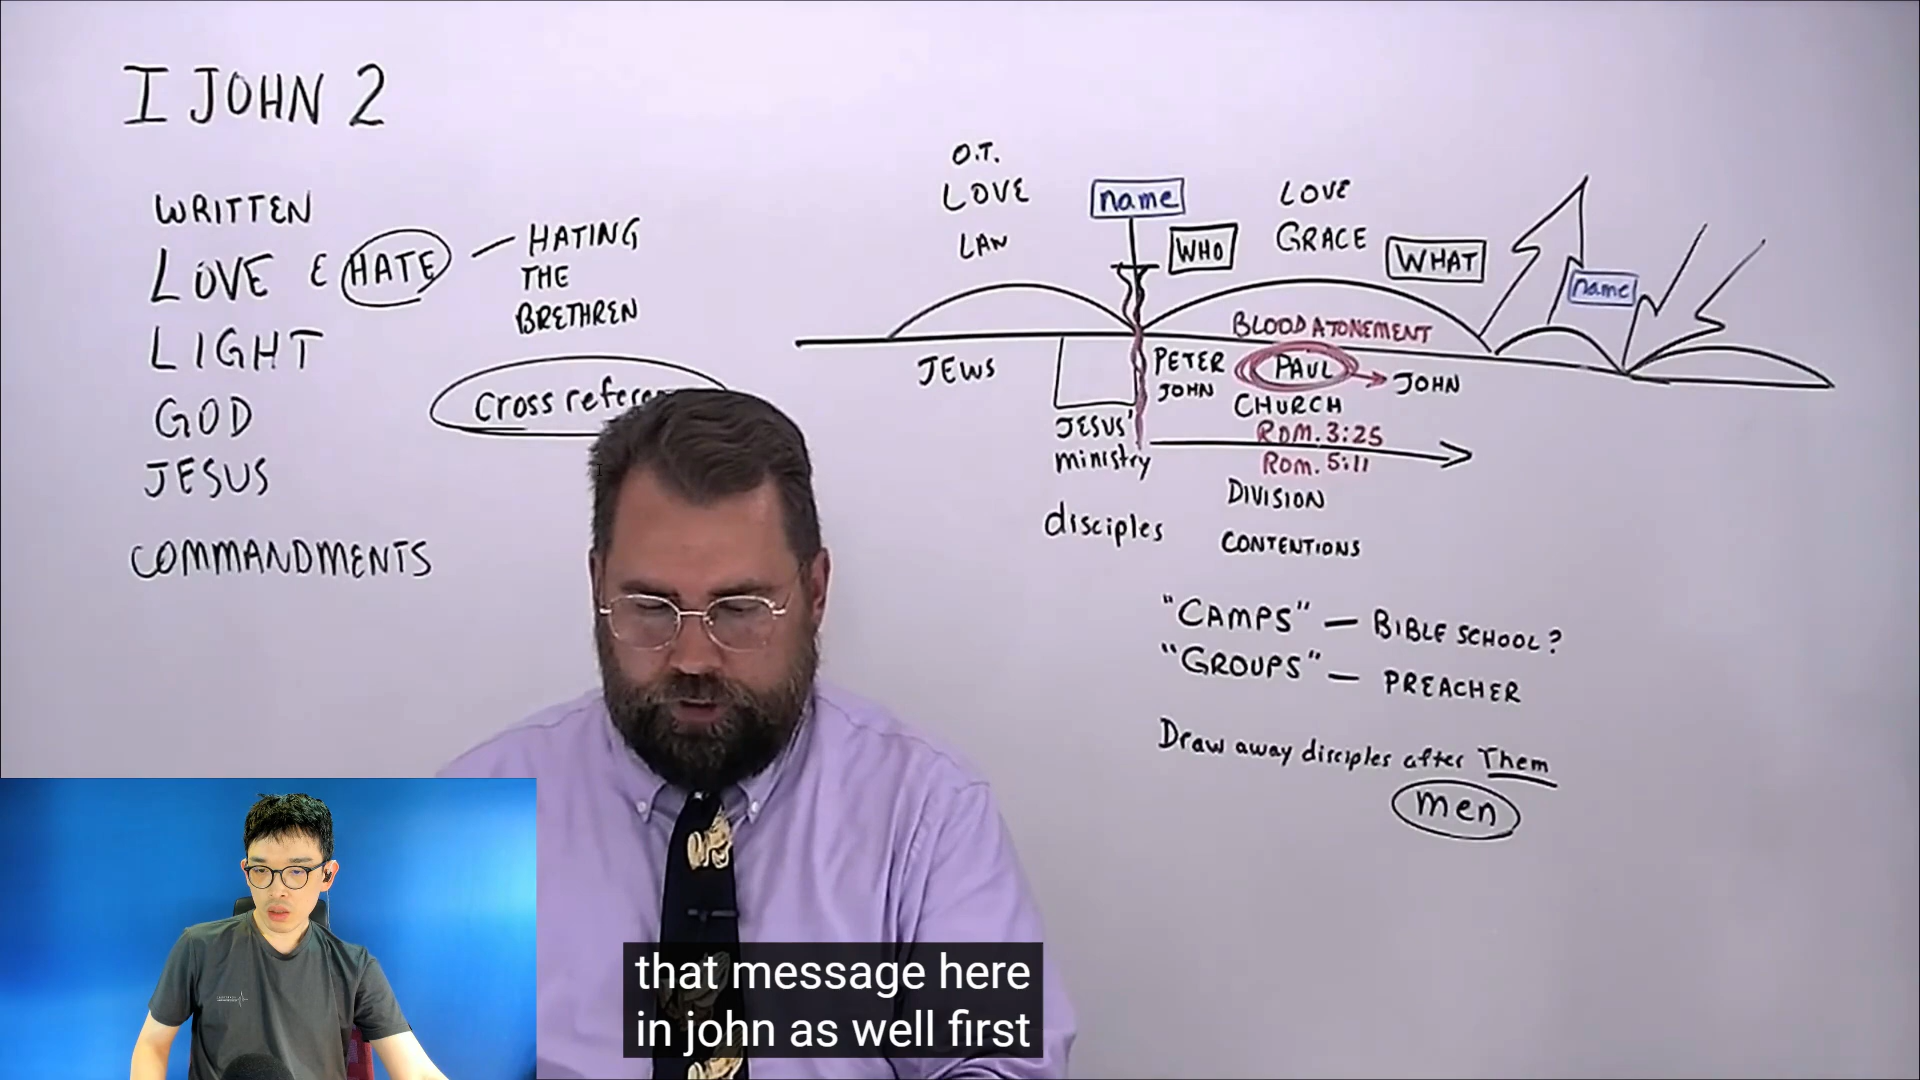 I JOHN 2
WRITTEN
LOVE & HATE — HATING
THE
BRETHREN
LIGHT
GOD
JESUS
COMMANDMENTS
Cross refere
O.T.
LOVE
LAW
name
WHO
LOVE
GRACE
WHAT
name
BLOOD ATONEMENT
JEWS
PETER
JOHN
PAUL
JOHN
CHURCH
Rom. 3:25
Rom. 5:11
JESUS'
ministry
disciples
DIVISION
CONTENTIONS
"CAMPS" — BIBLE SCHOOL?
"GROUPS" — PREACHER
Draw away disciples after Them
men
that message here
in john as well first